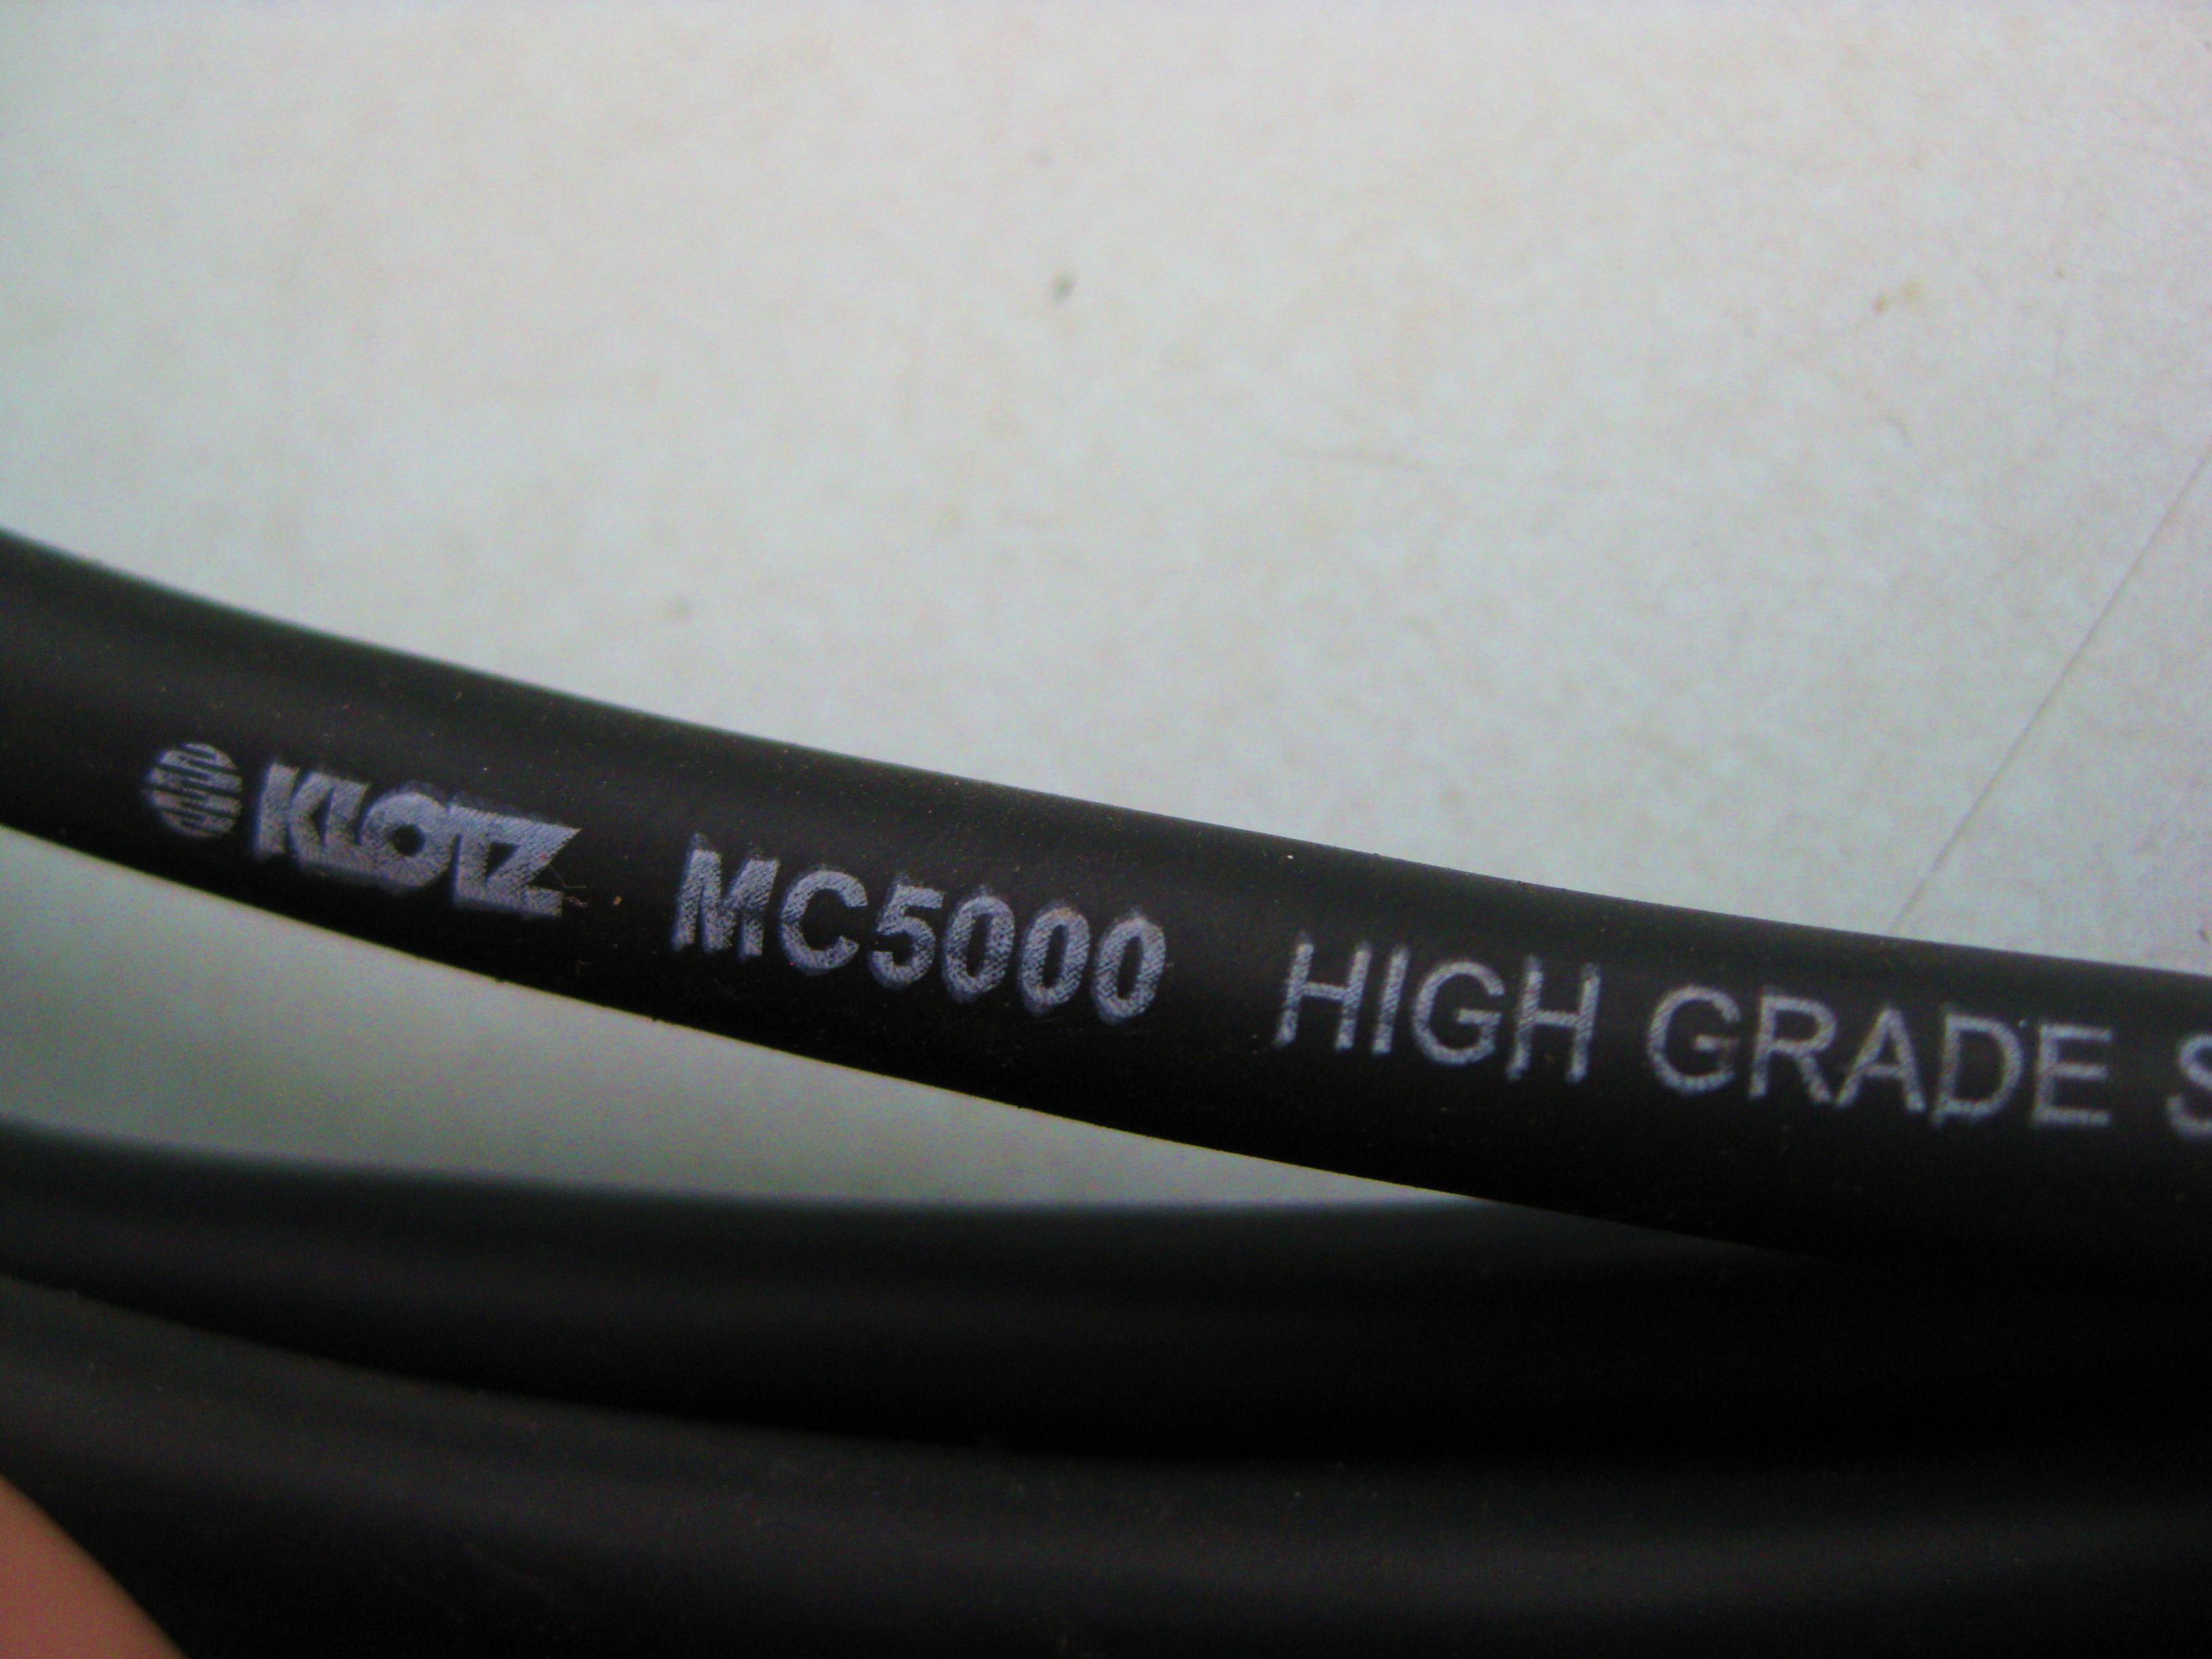 KLOTZ MC5000 HIGH GRADE S